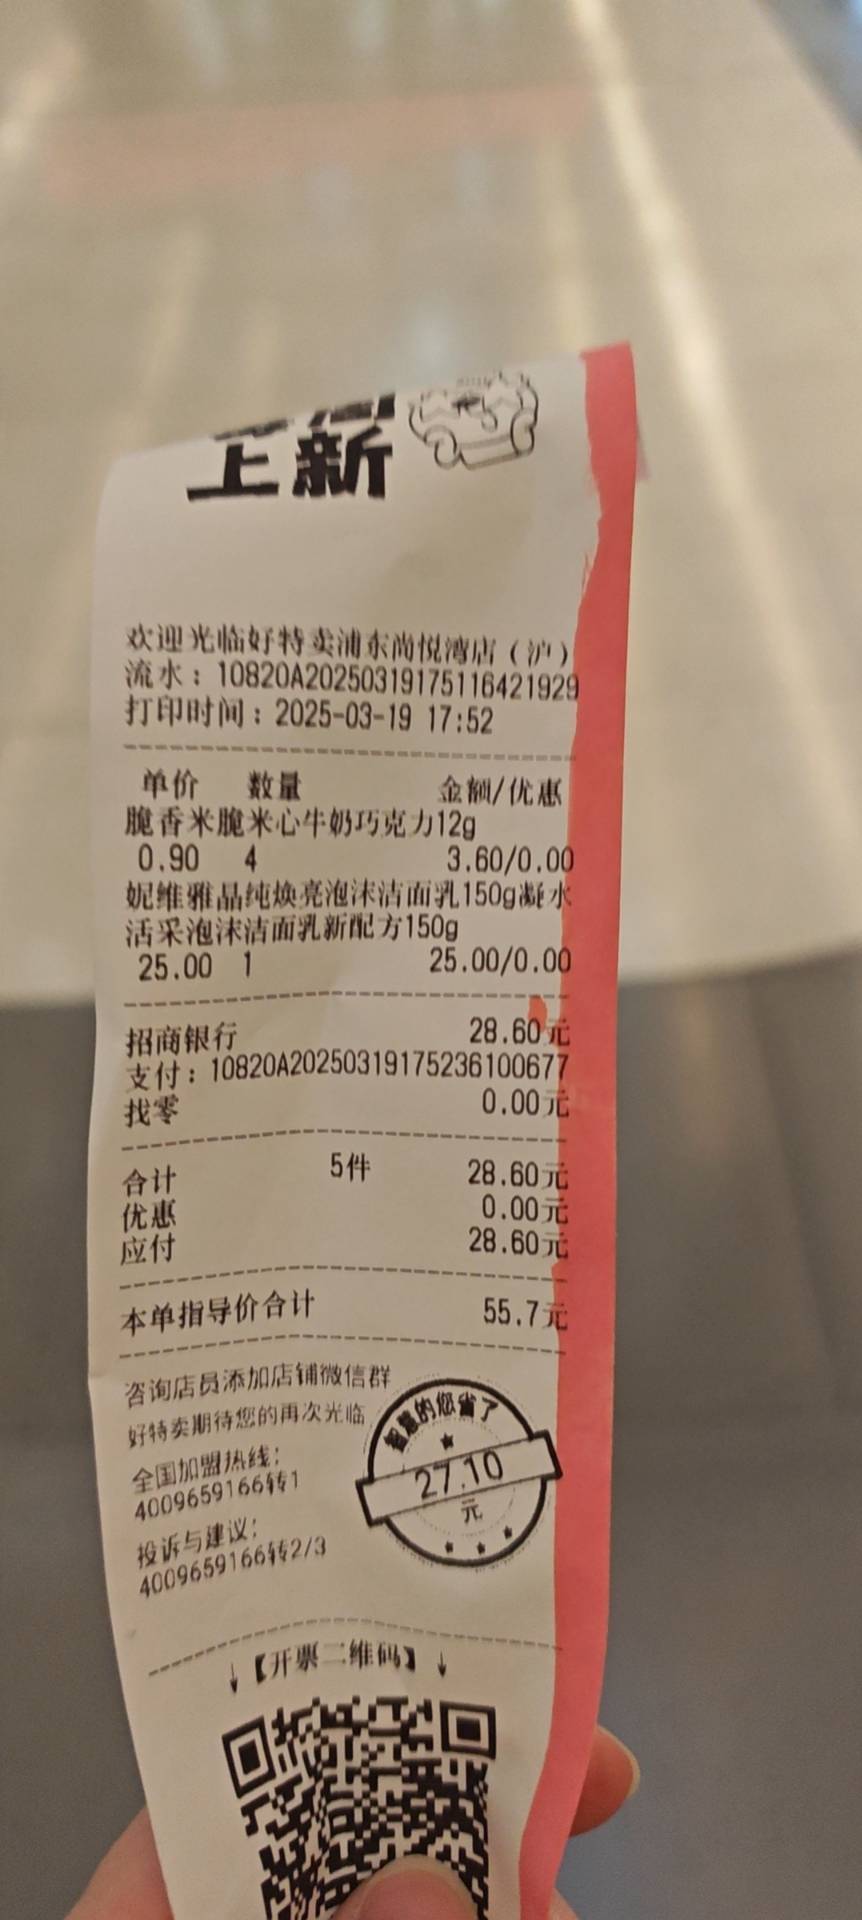 上新
欢迎光临好特卖浦东尚悦湾店（沪）
流水：10820A20250319175116421929
打印时间：2025-03-19 17:52
单价 数量 金额/优惠
脆香米脆米心牛奶巧克力12g
0.90 4 3.60/0.00
妮维雅晶纯焕亮泡沫洁面乳150g凝水
活采泡沫洁面乳新配方150g
25.00 1 25.00/0.00
招商银行 28.60元
支付：10820A20250319175236100677
找零 0.00元
合计 5件 28.60元
优惠 0.00元
应付 28.60元
本单指导价合计 55.7元
咨询店员添加店铺微信群
好特卖期待您的再次光临
全国加盟热线：
4009659166转1
投诉与建议：
4009659166转2/3
智慧的您省了
27.10
元
↓【开票二维码】↓